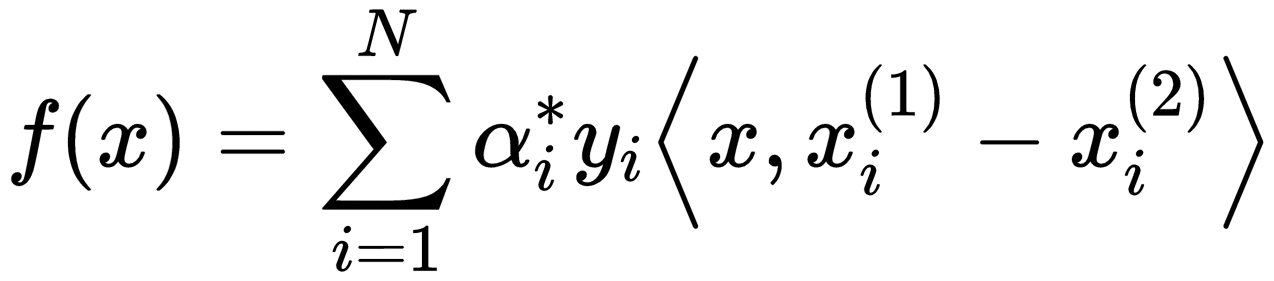 f(x) = \sum_{i=1}^{N} \alpha_i^* y_i \left\langle x, x_i^{(1)} - x_i^{(2)} \right\rangle